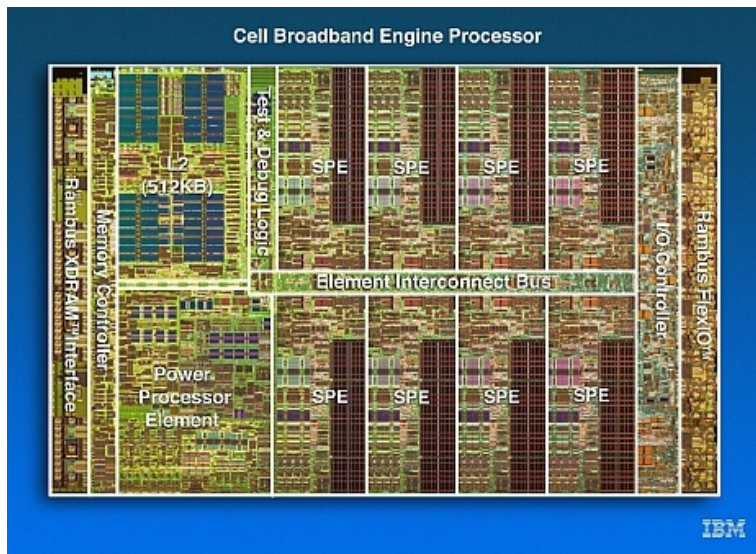 Cell Broadband Engine Processor
Rambus XDRAM™ Interface
Memory Controller
L2
(512KB)
Test & Debug Logic
SPE
SPE
SPE
SPE
I/O Controller
Rambus FlexIO™
Element Interconnect Bus
Power
Processor
Element
SPE
SPE
SPE
SPE
IBM